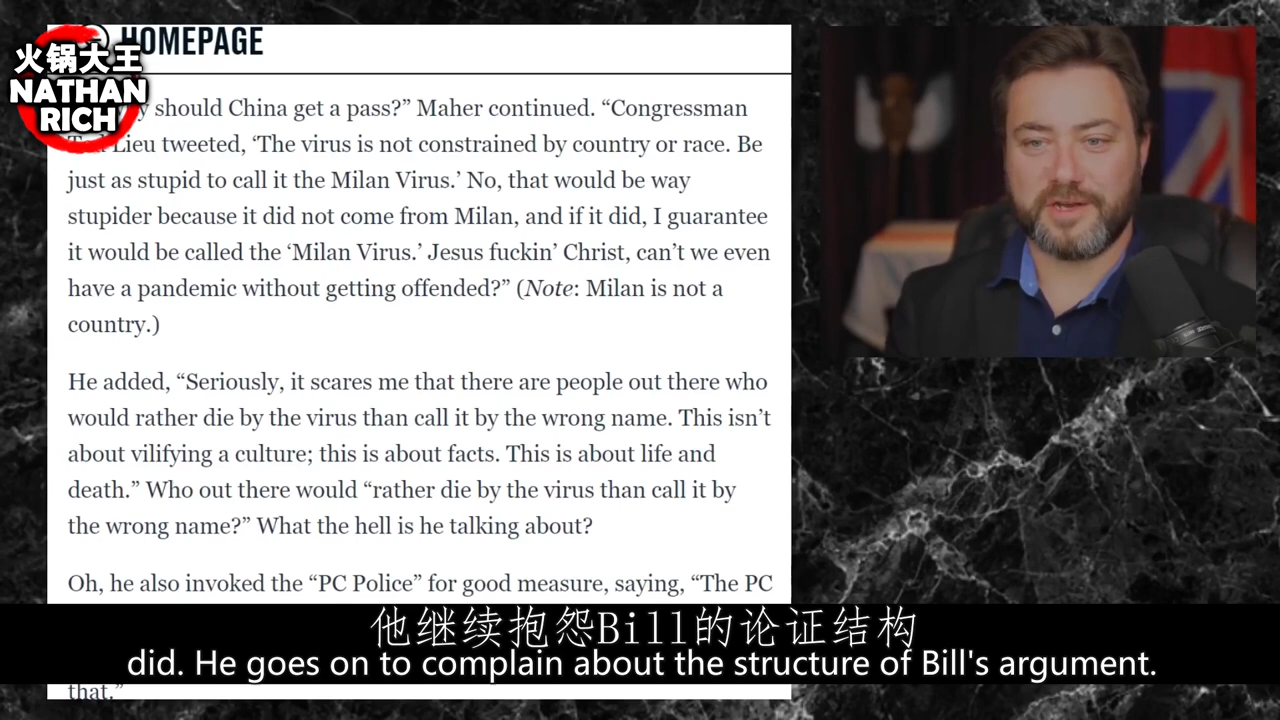 HOMEPAGE
火锅大王
NATHAN
RICH
should China get a pass?” Maher continued. “Congressman
Lieu tweeted, ‘The virus is not constrained by country or race. Be
just as stupid to call it the Milan Virus.’ No, that would be way
stupider because it did not come from Milan, and if it did, I guarantee
it would be called the ‘Milan Virus.’ Jesus fuckin’ Christ, can’t we even
have a pandemic without getting offended?” (Note: Milan is not a
country.)
He added, “Seriously, it scares me that there are people out there who
would rather die by the virus than call it by the wrong name. This isn’t
about vilifying a culture; this is about facts. This is about life and
death.” Who out there would “rather die by the virus than call it by
the wrong name?” What the hell is he talking about?
Oh, he also invoked the “PC Police” for good measure, saying, “The PC
他继续抱怨Bill的论证结构
did. He goes on to complain about the structure of Bill's argument.
that.”